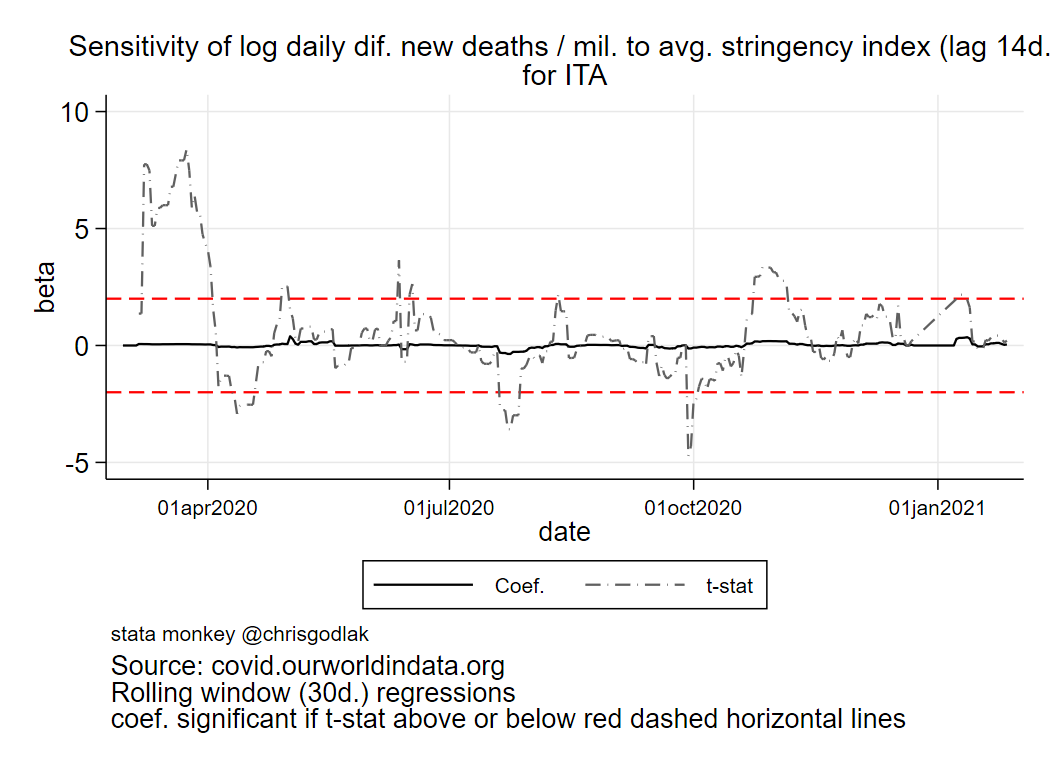 Sensitivity of log daily dif. new deaths / mil. to avg. stringency index (lag 14d.
for ITA
10
5
0
-5
beta
01apr2020 01jul2020 01oct2020 01jan2021
date
Coef. t-stat
stata monkey @chrisgodlak
Source: covid.ourworldindata.org
Rolling window (30d.) regressions
coef. significant if t-stat above or below red dashed horizontal lines